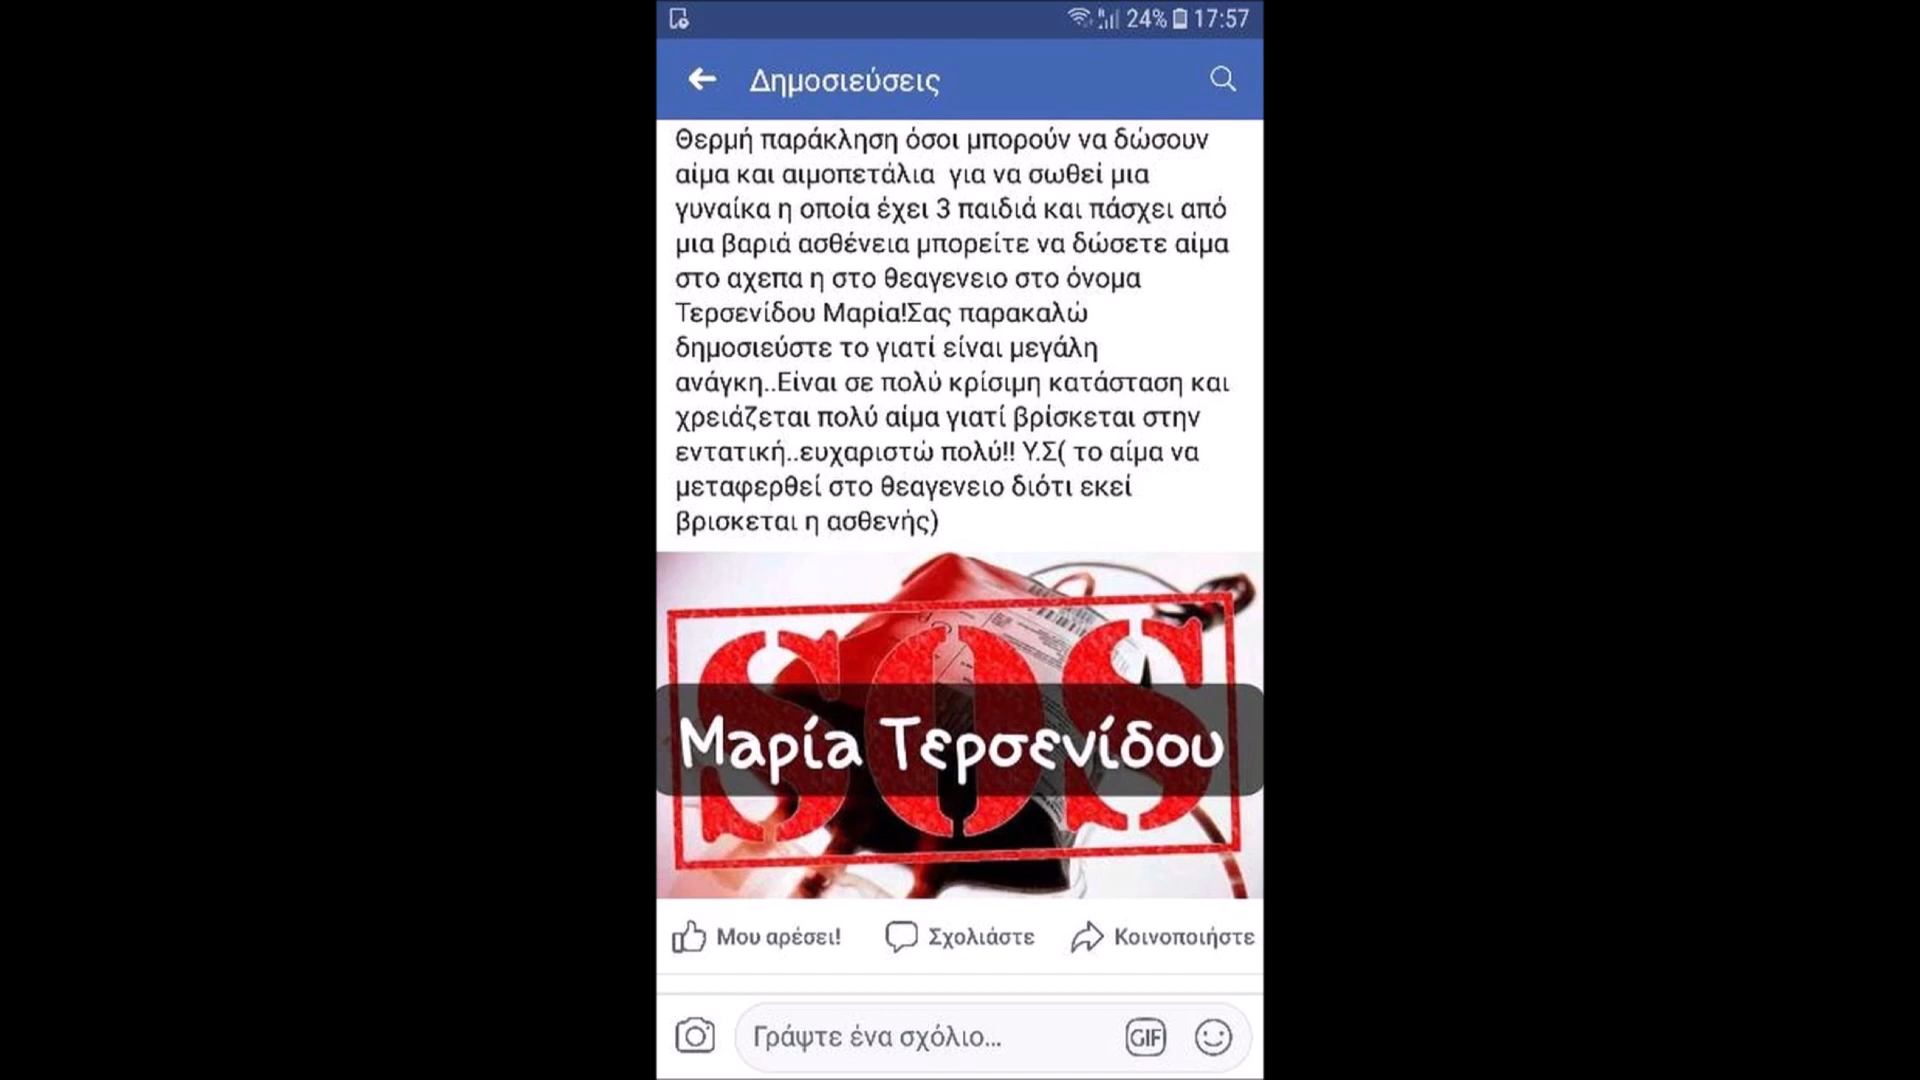 24% 17:57
Δημοσιεύσεις
Θερμή παράκληση όσοι μπορούν να δώσουν
αίμα και αιμοπετάλια  για να σωθεί μια
γυναίκα η οποία έχει 3 παιδιά και πάσχει από
μια βαριά ασθένεια μπορείτε να δώσετε αίμα
στο αχεπα η στο θεαγενειο στο όνομα
Τερσενίδου Μαρία!Σας παρακαλώ
δημοσιεύστε το γιατί είναι μεγάλη
ανάγκη..Είναι σε πολύ κρίσιμη κατάσταση και
χρειάζεται πολύ αίμα γιατί βρίσκεται στην
εντατική..ευχαριστώ πολύ!! Υ.Σ( το αίμα να
μεταφερθεί στο θεαγενειο διότι εκεί
βρισκεται η ασθενής)
SOS
Μαρία Τερσενίδου
Μου αρέσει! Σχολιάστε Κοινοποιήστε
Γράψτε ένα σχόλιο... GIF